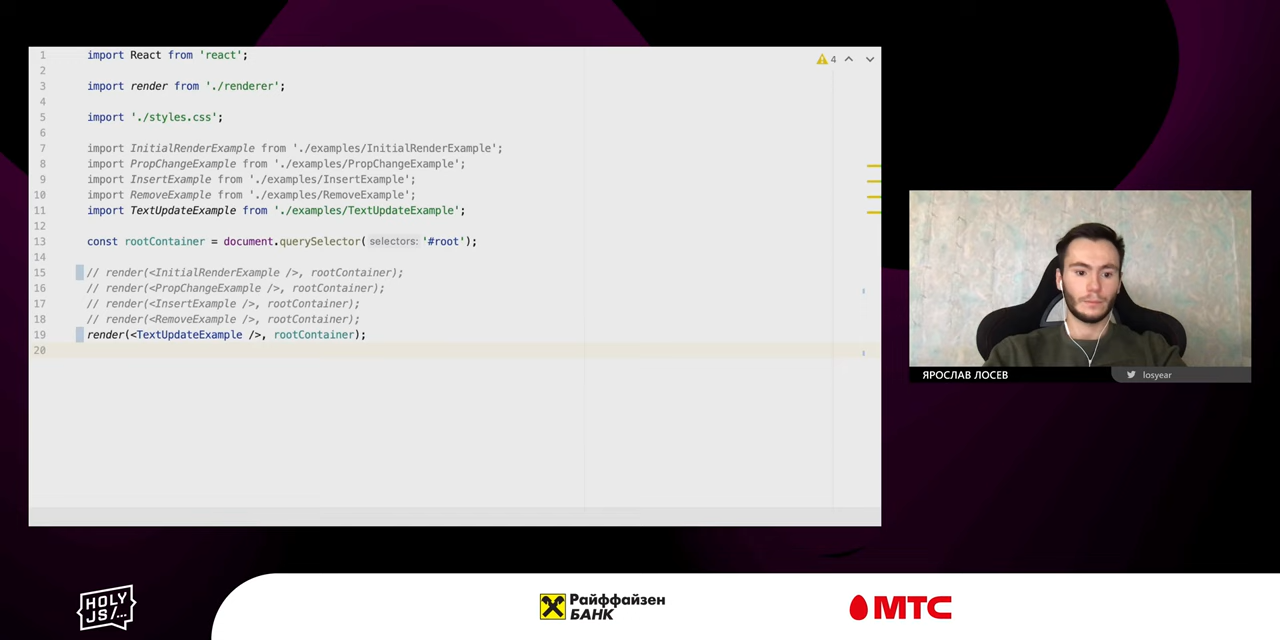 1 import React from 'react';
2
3 import render from './renderer';
4
5 import './styles.css';
6
7 import InitialRenderExample from './examples/InitialRenderExample';
8 import PropChangeExample from './examples/PropChangeExample';
9 import InsertExample from './examples/InsertExample';
10 import RemoveExample from './examples/RemoveExample';
11 import TextUpdateExample from './examples/TextUpdateExample';
12
13 const rootContainer = document.querySelector( selectors: '#root');
14
15 // render(<InitialRenderExample />, rootContainer);
16 // render(<PropChangeExample />, rootContainer);
17 // render(<InsertExample />, rootContainer);
18 // render(<RemoveExample />, rootContainer);
19 render(<TextUpdateExample />, rootContainer);
20
4
ЯРОСЛАВ ЛОСЕВ
losyear
HOLY
JS/...
Райффайзен
БАНК
МТС